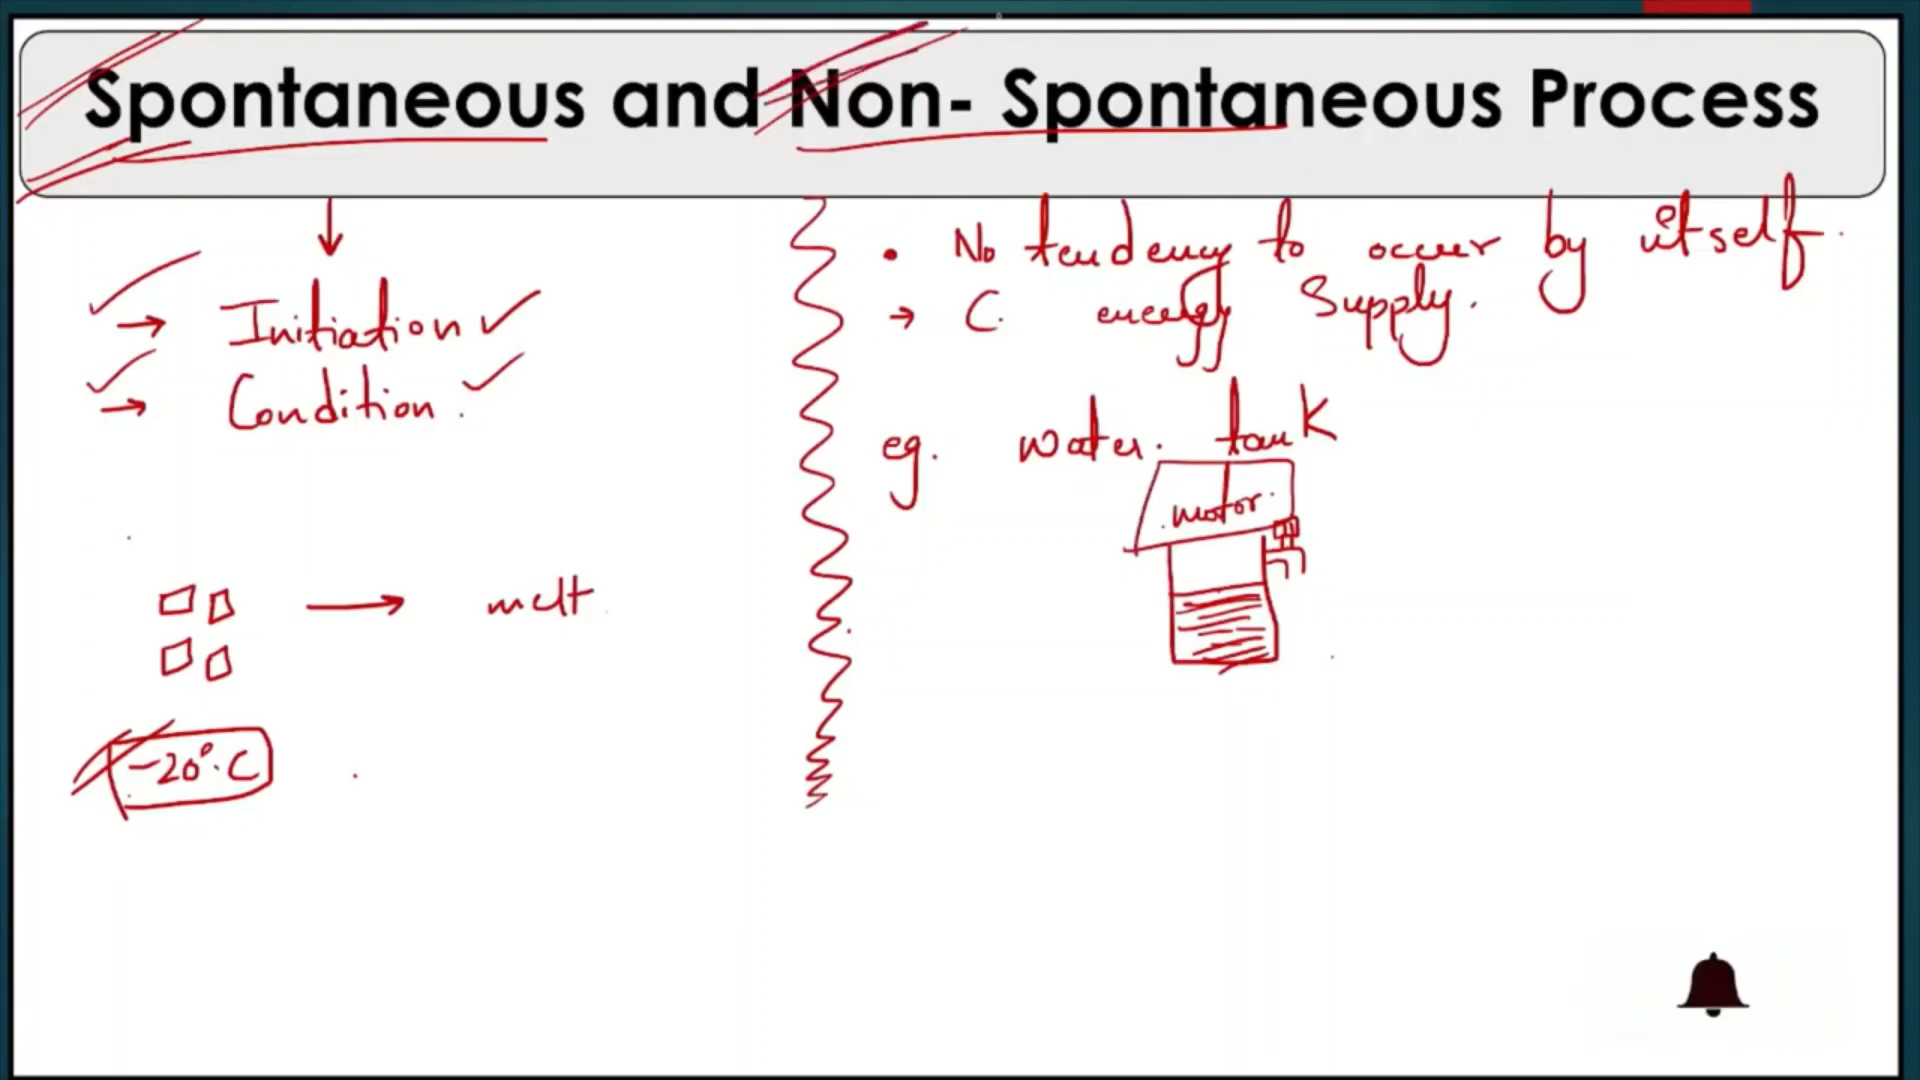 Spontaneous and Non- Spontaneous Process
→ Initiation ✓
→ Condition. ✓
melt
-20°C
• No tendency to occur by itself.
→ C. energy Supply.
eg. water tank
motor